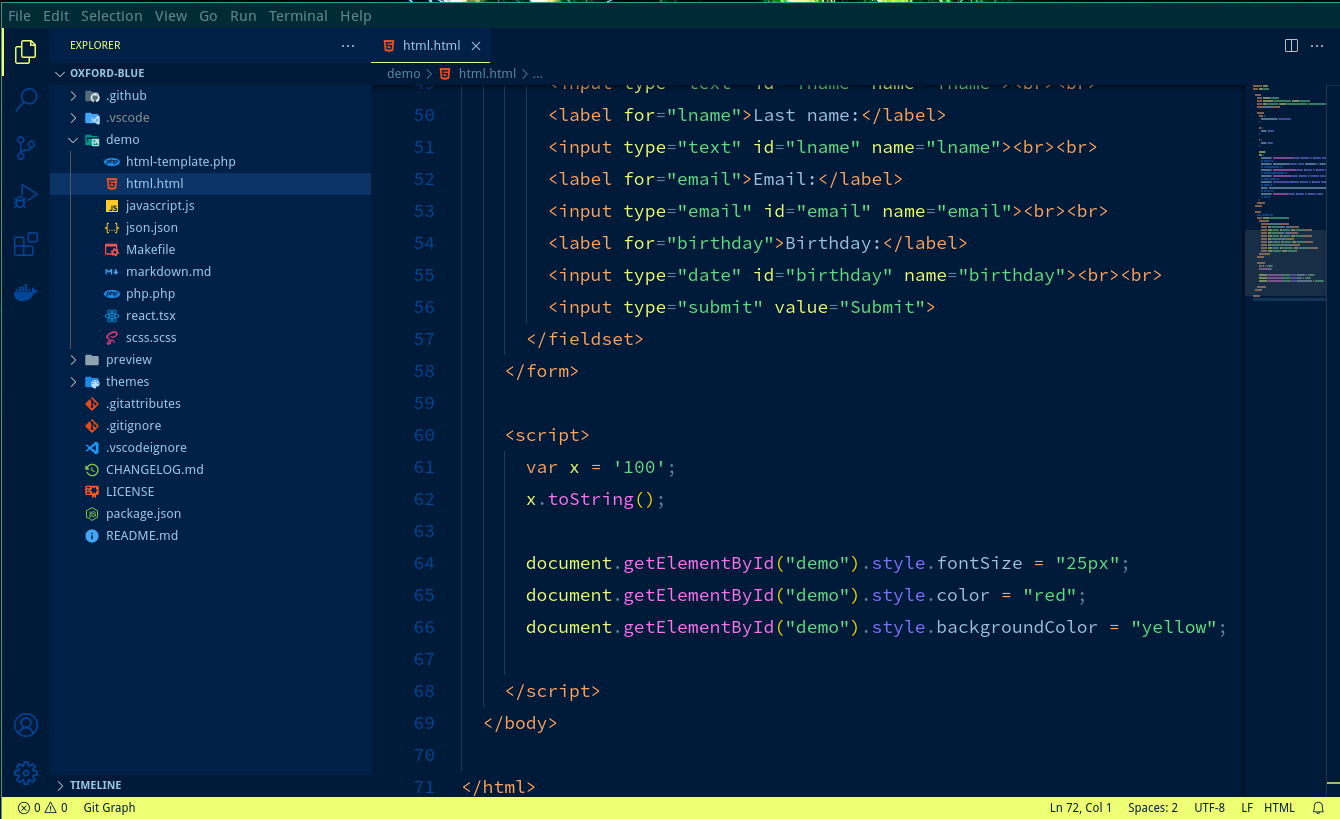 File Edit Selection View Go Run Terminal Help
EXPLORER ...
OXFORD-BLUE
.github
.vscode
demo
html-template.php
html.html
javascript.js
json.json
Makefile
markdown.md
php.php
react.tsx
scss.scss
preview
themes
.gitattributes
.gitignore
.vscodeignore
CHANGELOG.md
LICENSE
package.json
README.md
TIMELINE
html.html
demo > html.html > ...
50 <label for="lname">Last name:</label>
51 <input type="text" id="lname" name="lname"><br><br>
52 <label for="email">Email:</label>
53 <input type="email" id="email" name="email"><br><br>
54 <label for="birthday">Birthday:</label>
55 <input type="date" id="birthday" name="birthday"><br><br>
56 <input type="submit" value="Submit">
57 </fieldset>
58 </form>
59
60 <script>
61 var x = '100';
62 x.toString();
63
64 document.getElementById("demo").style.fontSize = "25px";
65 document.getElementById("demo").style.color = "red";
66 document.getElementById("demo").style.backgroundColor = "yellow";
67
68 </script>
69 </body>
70
71 </html>
0 0 Git Graph Ln 72, Col 1 Spaces: 2 UTF-8 LF HTML